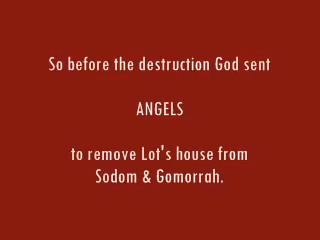 So before the destruction God sent
ANGELS
to remove Lot's house from
Sodom & Gomorrah.